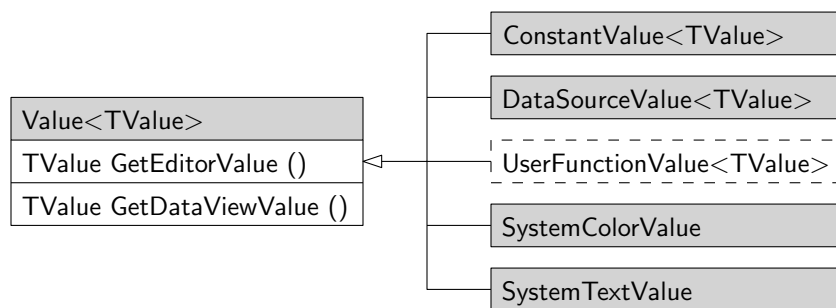 Value<TValue>
TValue GetEditorValue ()
TValue GetDataViewValue ()
ConstantValue<TValue>
DataSourceValue<TValue>
UserFunctionValue<TValue>
SystemColorValue
SystemTextValue